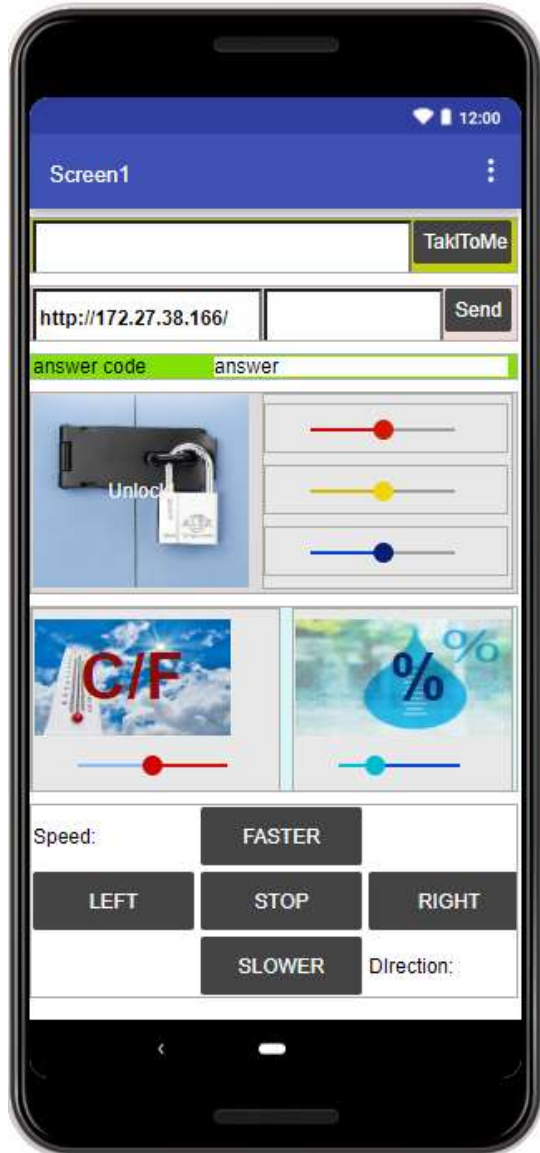 12:00
Screen1
TaklToMe
http://172.27.38.166/
Send
answer code answer
Unlock
C/F
%
%
Speed: FASTER
LEFT STOP RIGHT
SLOWER DIrection: